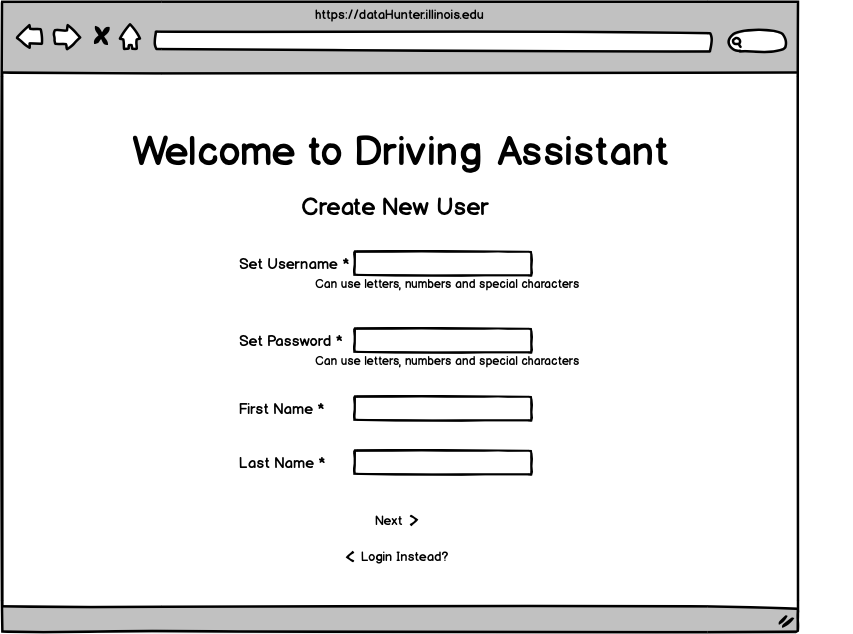 https://dataHunter.illinois.edu
Welcome to Driving Assistant
Create New User
Set Username *
Can use letters, numbers and special characters
Set Password *
Can use letters, numbers and special characters
First Name *
Last Name *
Next >
< Login Instead?